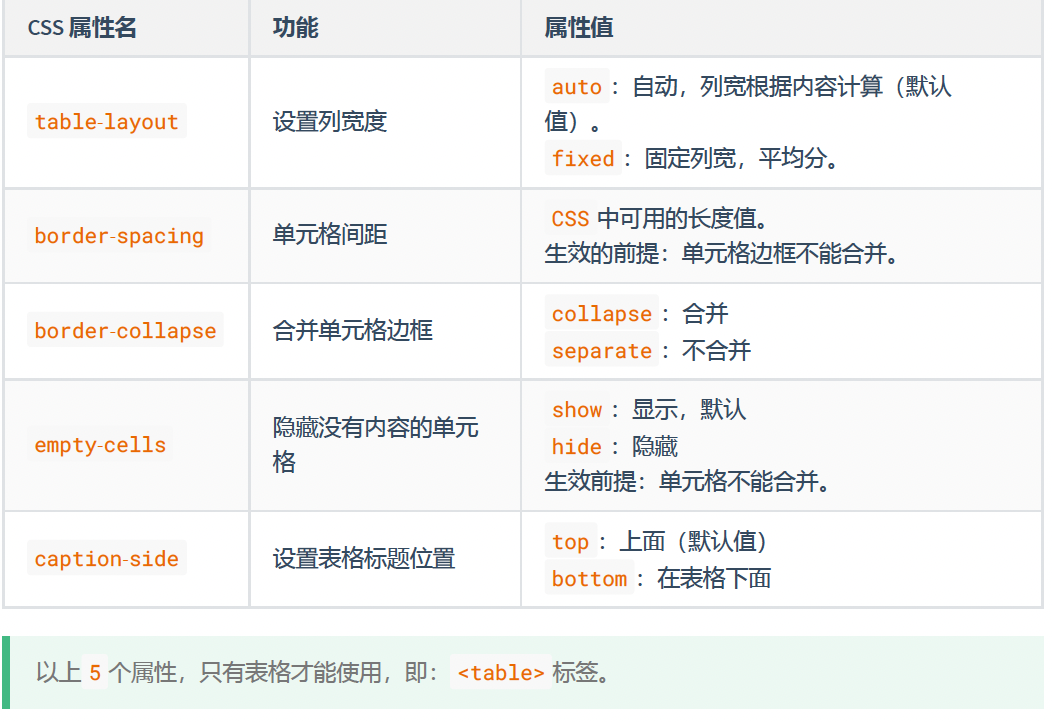 CSS 属性名 功能 属性值
table-layout 设置列宽度 auto：自动，列宽根据内容计算（默认
值）。
fixed：固定列宽，平均分。
border-spacing 单元格间距 CSS 中可用的长度值。
生效的前提：单元格边框不能合并。
border-collapse 合并单元格边框 collapse：合并
separate：不合并
empty-cells 隐藏没有内容的单元
格
show：显示，默认
hide：隐藏
生效前提：单元格不能合并。
caption-side 设置表格标题位置 top：上面（默认值）
bottom：在表格下面
以上 5 个属性，只有表格才能使用，即：<table> 标签。